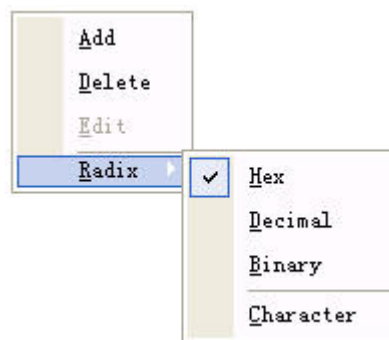 Add
Delete
Edit
Radix
Hex
Decimal
Binary
Character